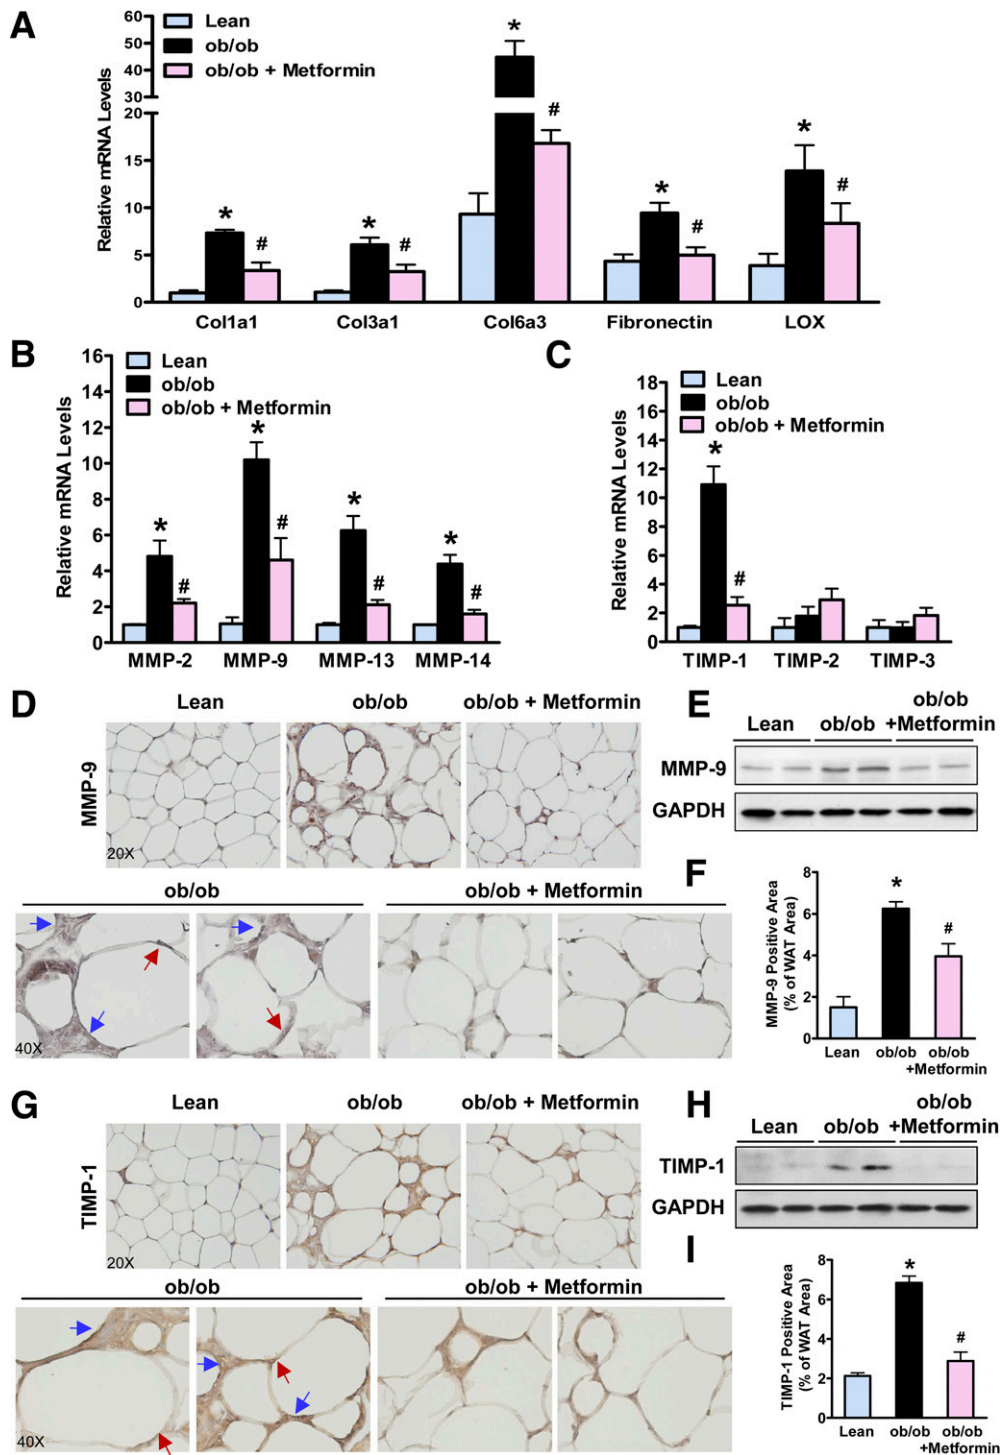 A
Relative mRNA Levels
60
50
40
30
20
15
10
5
0
Lean
ob/ob
ob/ob + Metformin
*
#
*
#
*
#
*
#
*
#
Col1a1 Col3a1 Col6a3 Fibronectin LOX
B
Relative mRNA Levels
16
14
12
10
8
6
4
2
0
Lean
ob/ob
ob/ob + Metformin
*
#
*
#
*
#
*
#
MMP-2 MMP-9 MMP-13 MMP-14
C
Relative mRNA Levels
18
16
14
12
10
8
6
4
2
0
Lean
ob/ob
ob/ob + Metformin
*
#
TIMP-1 TIMP-2 TIMP-3
D
Lean ob/ob ob/ob + Metformin
MMP-9
20X
ob/ob ob/ob + Metformin
40X
E
Lean ob/ob ob/ob
+Metformin
MMP-9
GAPDH
F
MMP-9 Positive Area
(% of WAT Area)
8
6
4
2
0
*
#
Lean ob/ob ob/ob
+Metformin
G
Lean ob/ob ob/ob + Metformin
TIMP-1
20X
ob/ob ob/ob + Metformin
40X
H
Lean ob/ob ob/ob
+Metformin
TIMP-1
GAPDH
I
TIMP-1 Positive Area
(% of WAT Area)
8
6
4
2
0
*
#
Lean ob/ob ob/ob
+Metformin